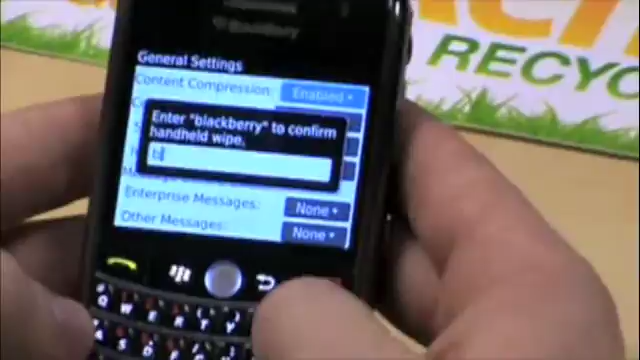 RECYC
BlackBerry
General Settings
Content Compression: Enabled
Enter "blackberry" to confirm
handheld wipe.
b
Enterprise Messages: None
Other Messages: None
Q W E R T Y
A S D F G